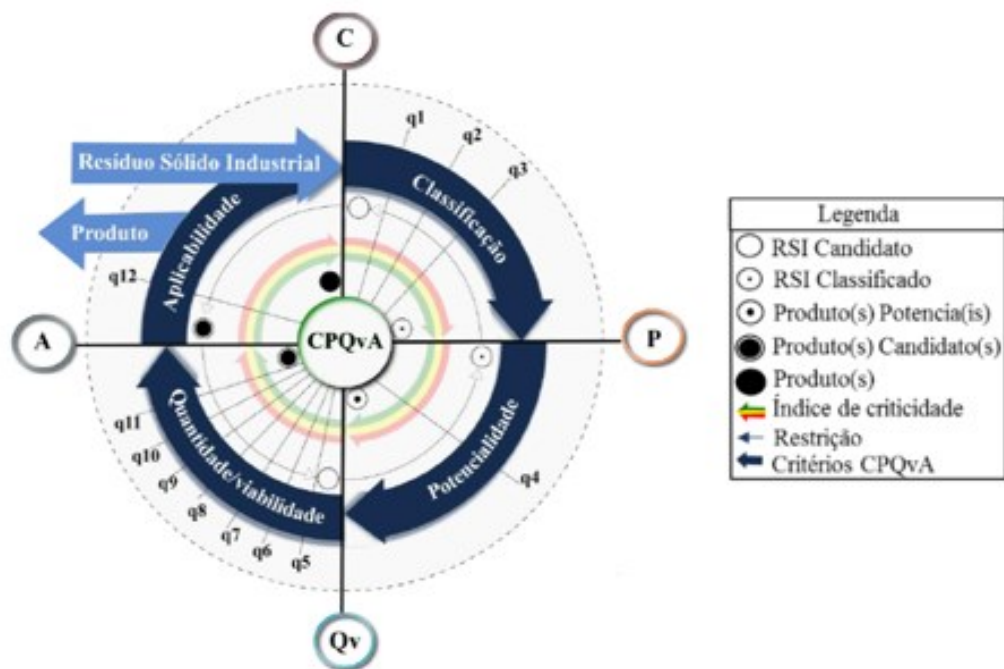 C
q1
q2
q3
Resíduo Sólido Industrial
Classificação
Produto
Aplicabilidade
q12
A
CPQvA
P
q11
q10
q9
q8
q7
q6
q5
Quantidade/viabilidade
Potencialidade
q4
Qv
Legenda
RSI Candidato
RSI Classificado
Produto(s) Potencia(is)
Produto(s) Candidato(s)
Produto(s)
Índice de criticidade
Restrição
Critérios CPQvA